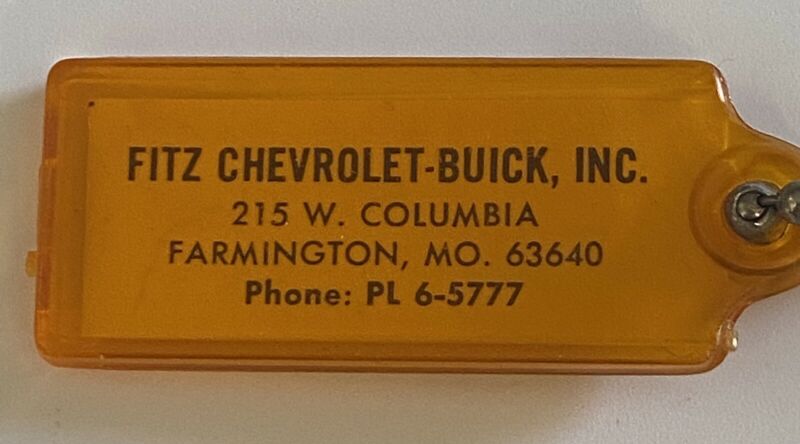 FITZ CHEVROLET-BUICK, INC.
215 W. COLUMBIA
FARMINGTON, MO. 63640
Phone: PL 6-5777